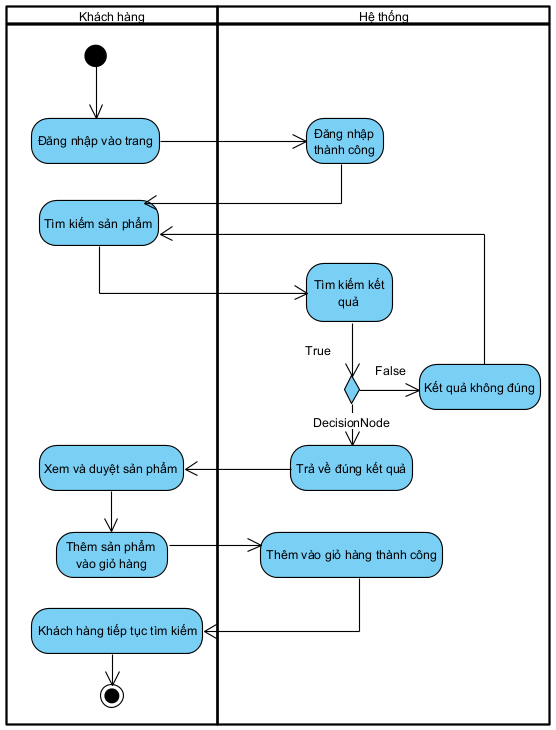 Khách hàng
Hệ thống
Đăng nhập vào trang
Đăng nhập
thành công
Tìm kiếm sản phẩm
Tìm kiếm kết
quả
True
False
Kết quả không đúng
DecisionNode
Xem và duyệt sản phẩm
Trả về đúng kết quả
Thêm sản phẩm
vào giỏ hàng
Thêm vào giỏ hàng thành công
Khách hàng tiếp tục tìm kiếm